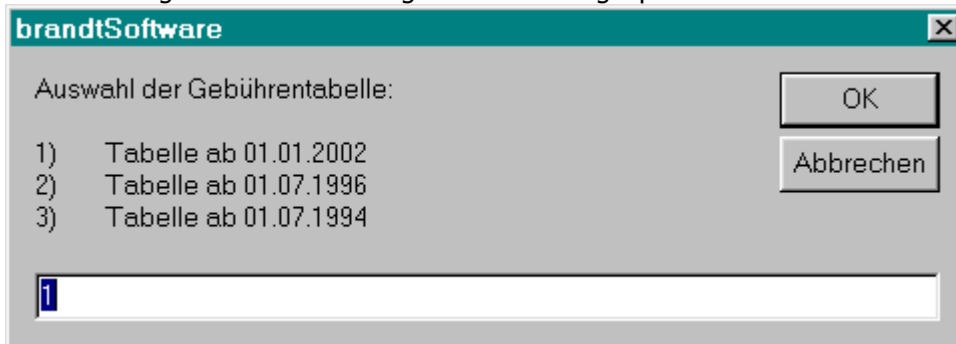 brandtSoftware
Auswahl der Gebührentabelle:
OK
1) Tabelle ab 01.01.2002
Abbrechen
2) Tabelle ab 01.07.1996
3) Tabelle ab 01.07.1994
1